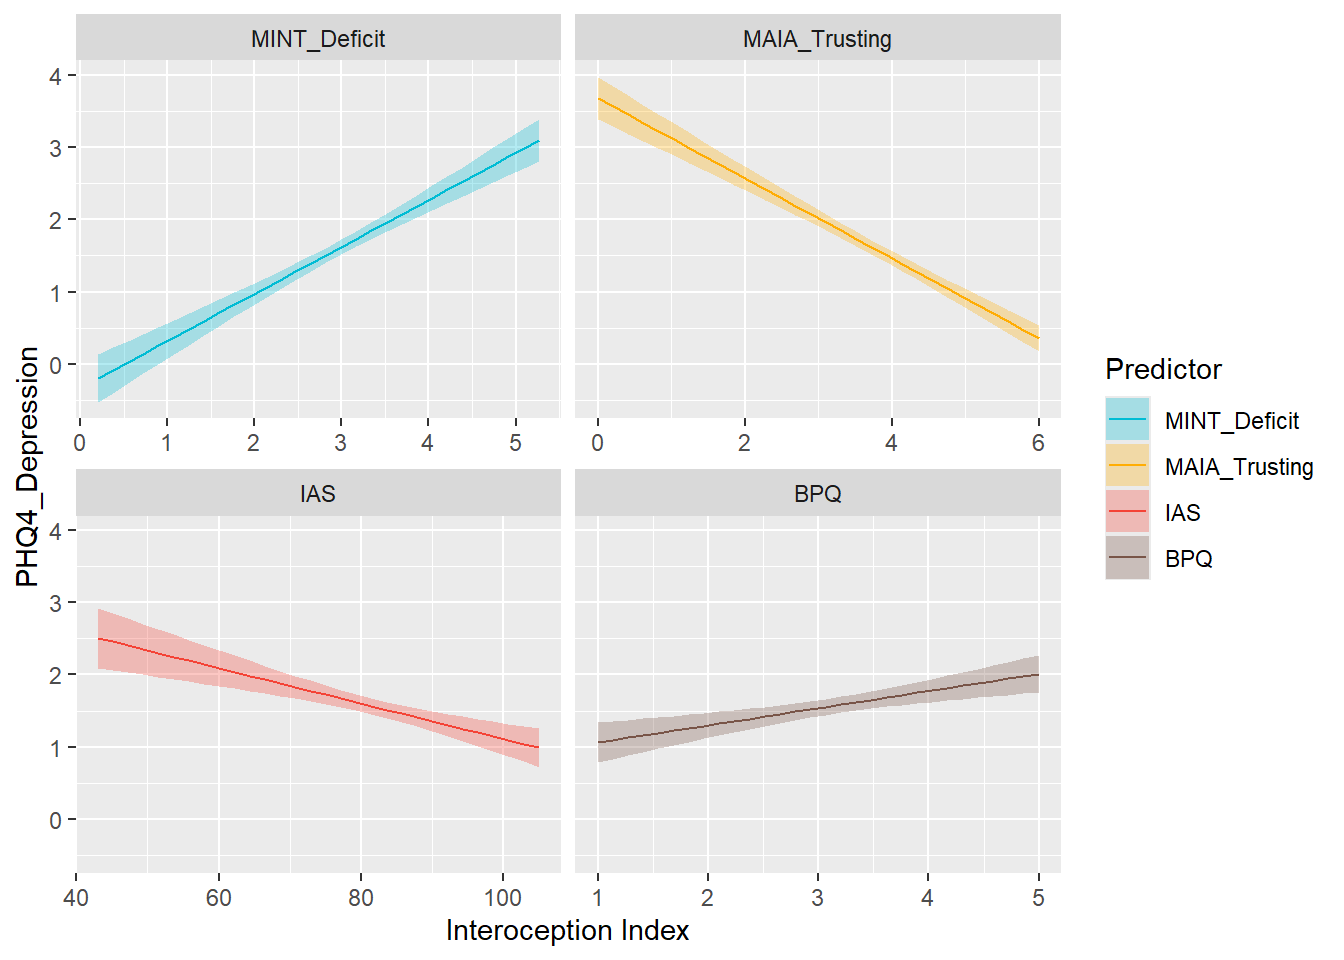 MINT_Deficit
MAIA_Trusting
4
3
2
1
0
0 1 2 3 4 5
0 2 4 6
PHQ4_Depression
IAS
BPQ
4
3
2
1
0
40 60 80 100
1 2 3 4 5
Interoception Index
Predictor
MINT_Deficit
MAIA_Trusting
IAS
BPQ